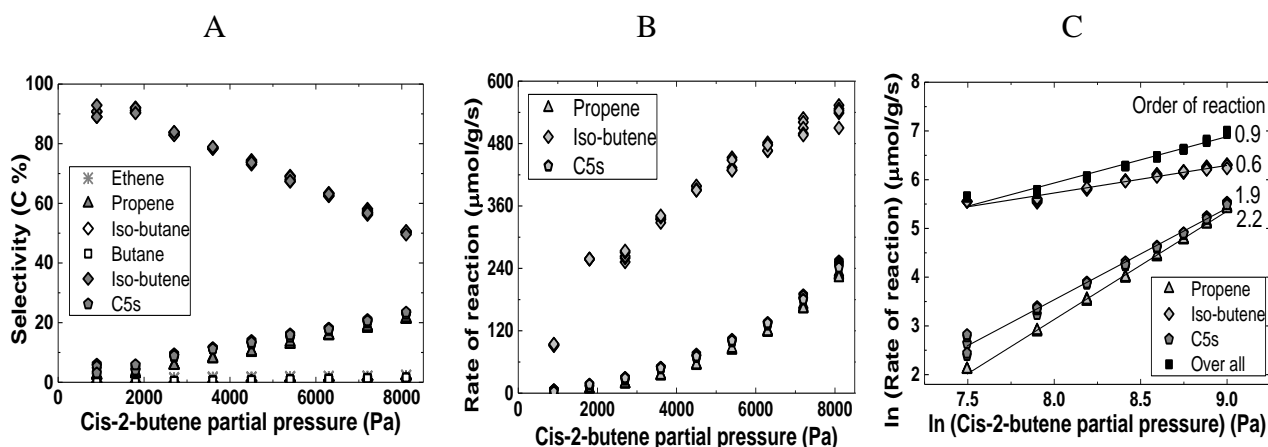 A
B
C
100
80
60
40
20
0
Selectivity (C %)
Ethene
Propene
Iso-butane
Butane
Iso-butene
C5s
0
2000
4000
6000
8000
Cis-2-butene partial pressure (Pa)
600
480
360
240
120
0
Rate of reaction (μmol/g/s)
Propene
Iso-butene
C5s
0
2000
4000
6000
8000
Cis-2-butene partial pressure (Pa)
8
7
6
5
4
3
2
ln (Rate of reaction) (μmol/g/s)
Order of reaction
0.9
0.6
1.9
2.2
Propene
Iso-butene
C5s
Over all
7.5
8.0
8.5
9.0
ln (Cis-2-butene partial pressure) (Pa)